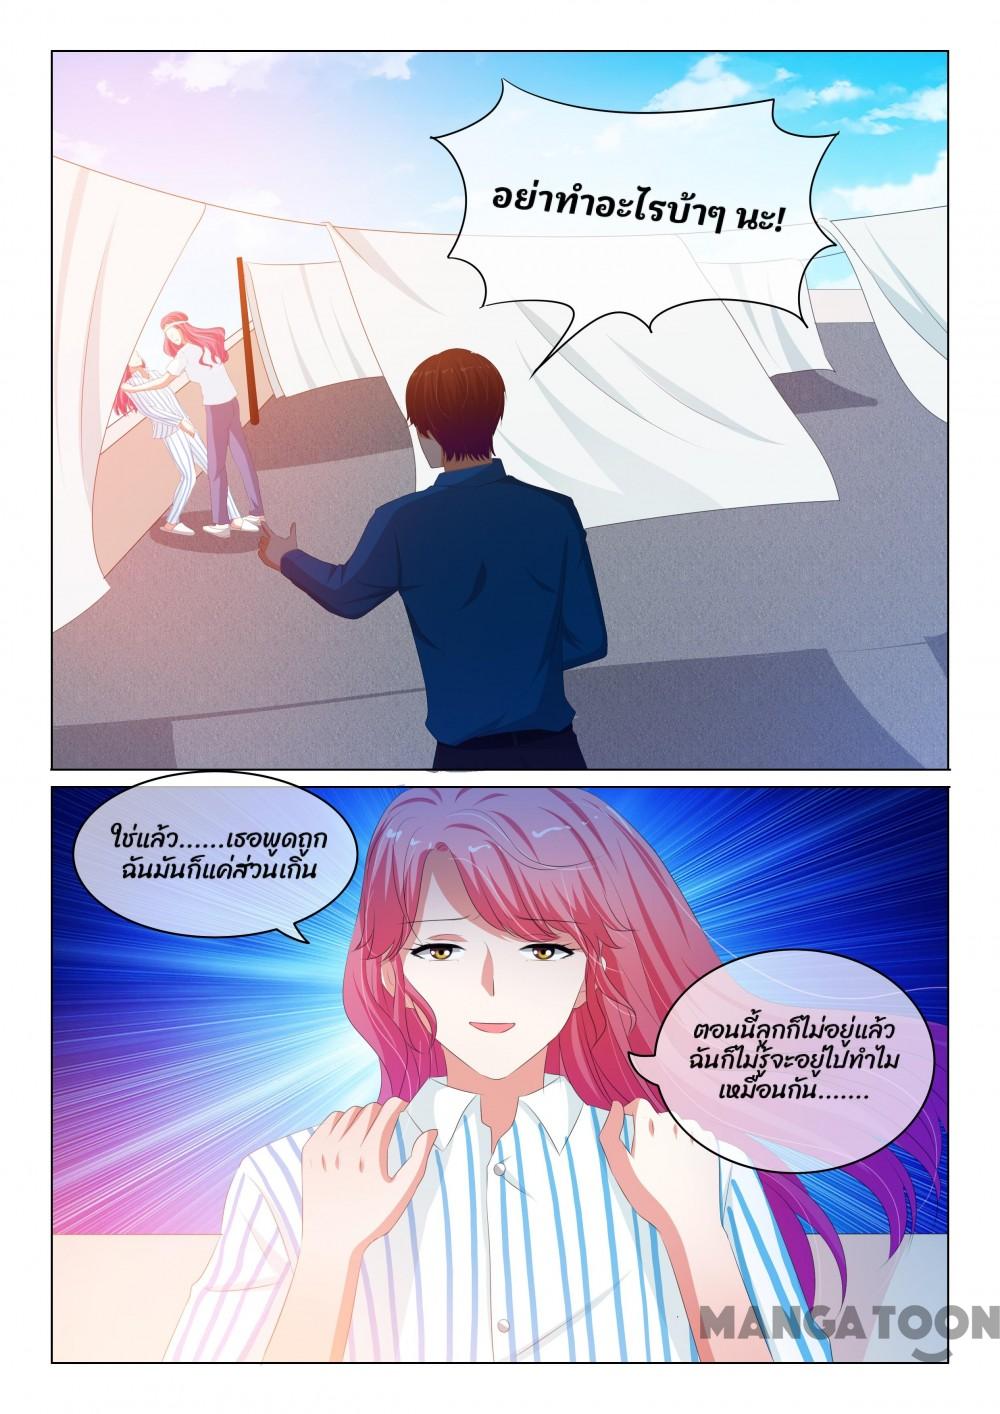 อย่าทำอะไรบ้าๆ นะ!
ใช่แล้ว......เธอพูดถูก
ฉันมันก็แค่ส่วนเกิน
ตอนนี้ลูกก็ไม่อยู่แล้ว
ฉันก็ไม่รู้จะอยู่ไปทำไม
เหมือนกัน.......
MANGATOON